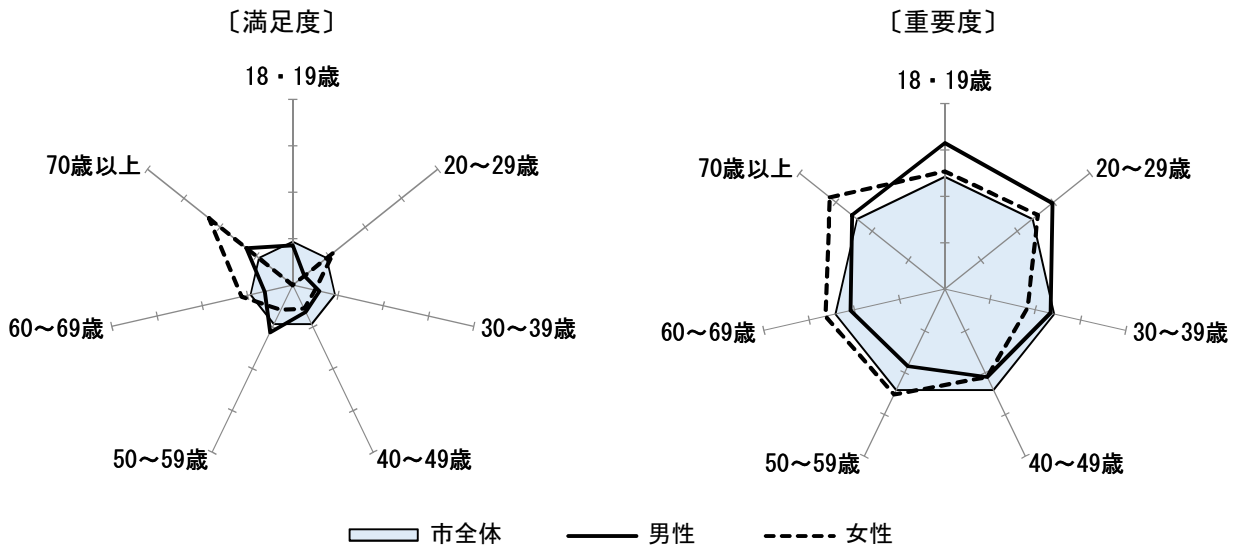 〔満足度〕
18・19歳
20～29歳
30～39歳
40～49歳
50～59歳
60～69歳
70歳以上
〔重要度〕
18・19歳
20～29歳
30～39歳
40～49歳
50～59歳
60～69歳
70歳以上
市全体
男性
女性